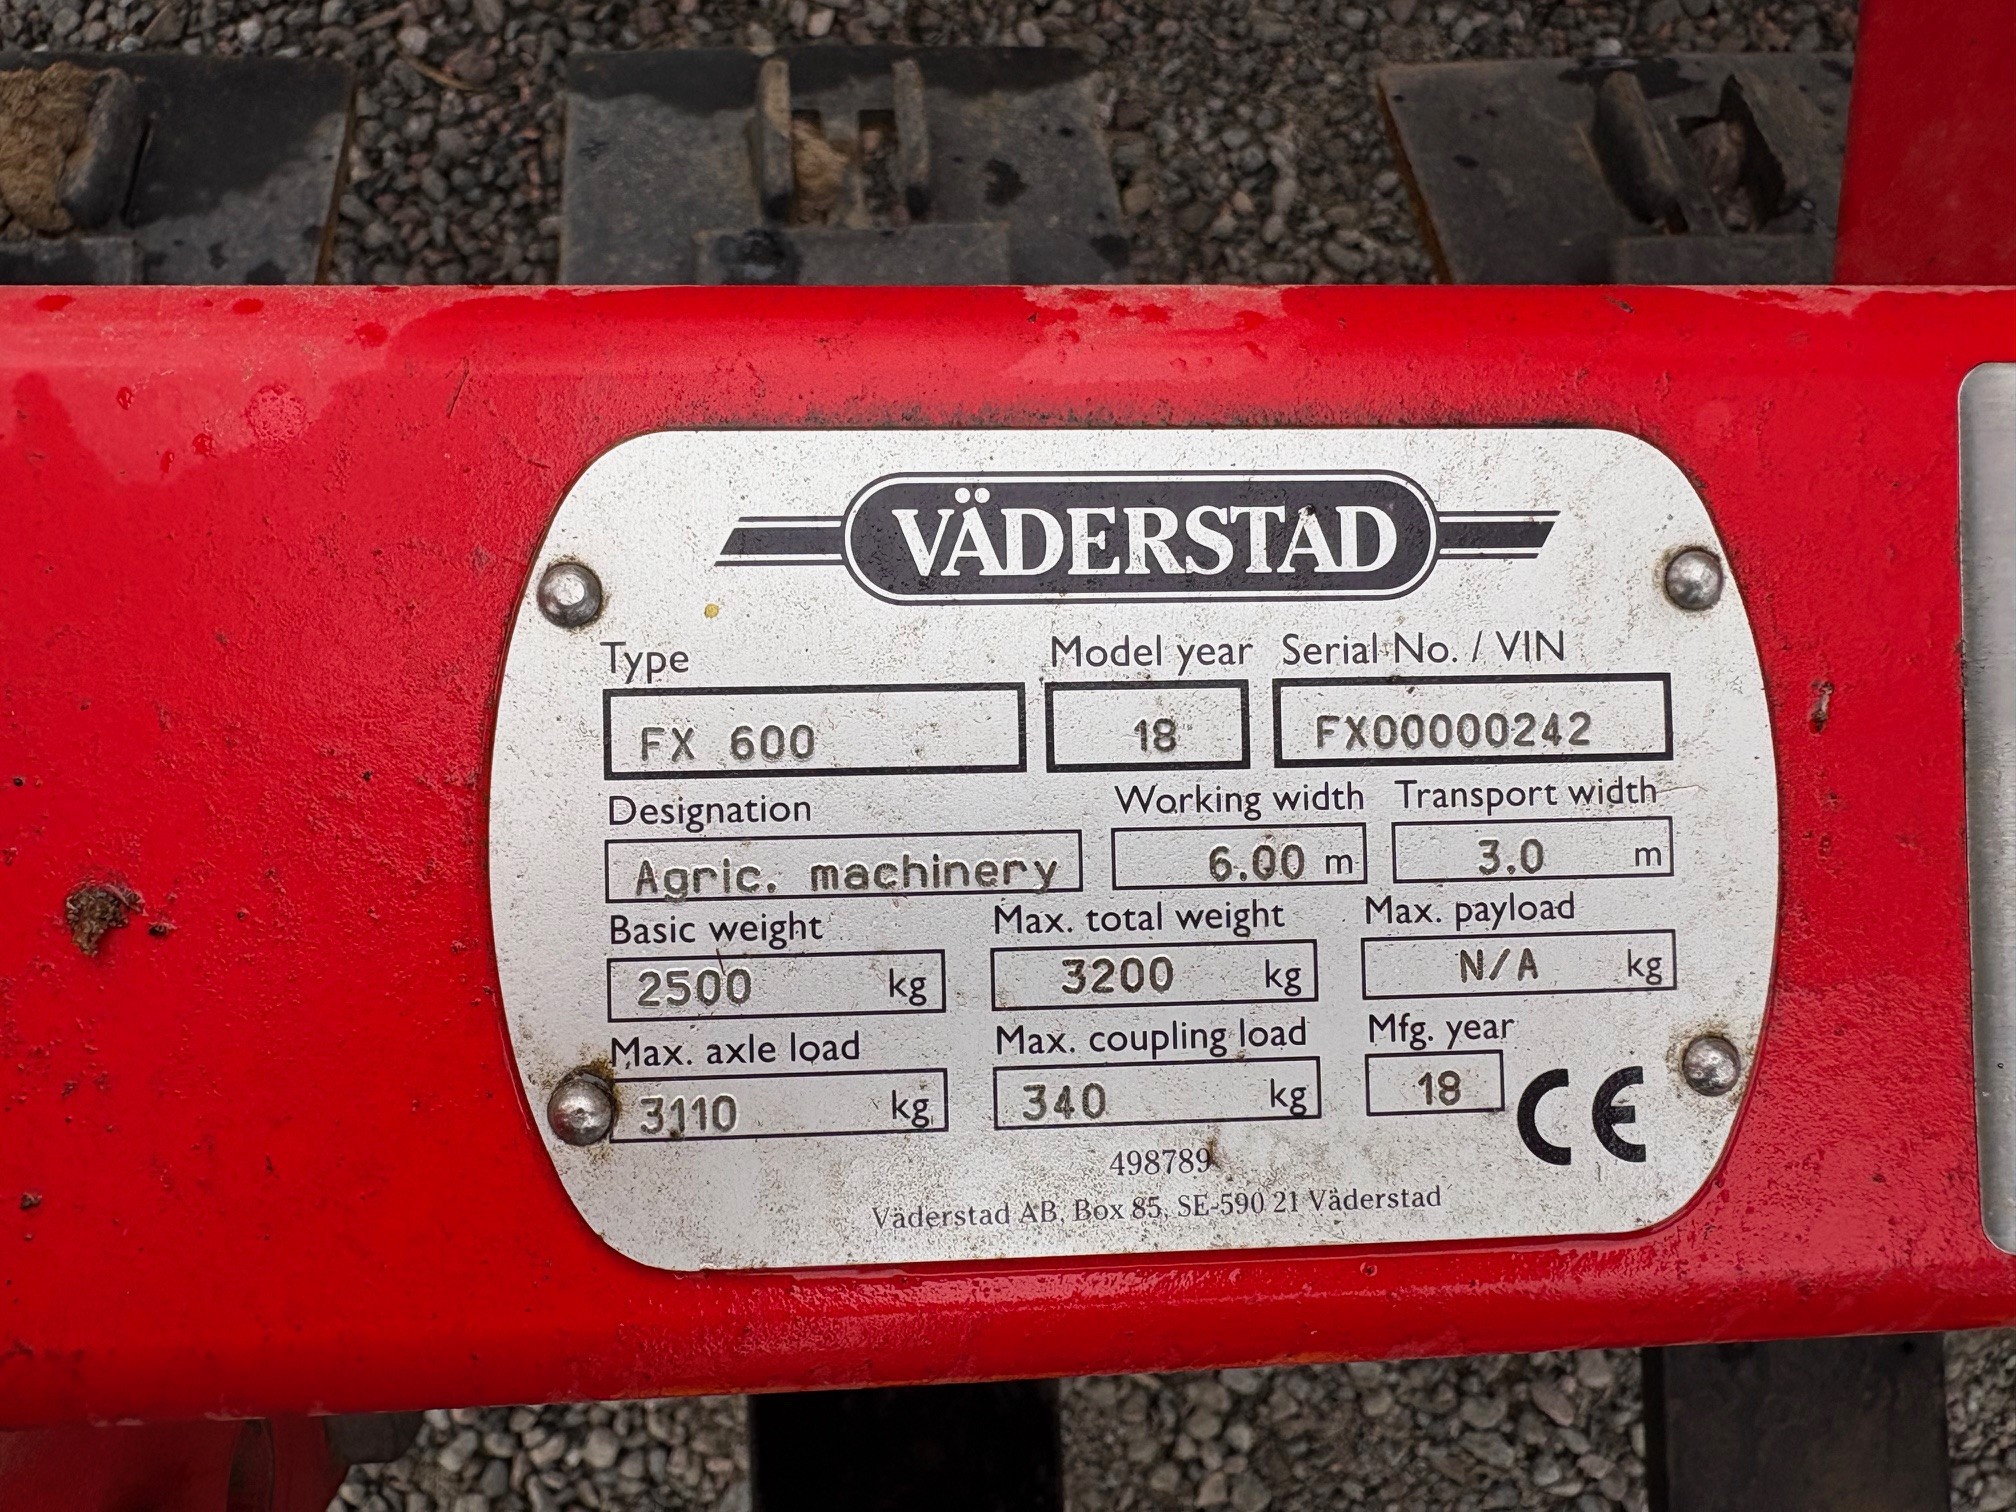 VÄDERSTAD
Type Model year Serial No. / VIN
FX 600 18 FX00000242
Designation Working width Transport width
Agric. machinery 6.00 m 3.0 m
Basic weight Max. total weight Max. payload
2500 kg 3200 kg N/A kg
Max. axle load Max. coupling load Mfg. year
3110 kg 340 kg 18 CE
498789
Väderstad AB, Box 85, SE-590 21 Väderstad